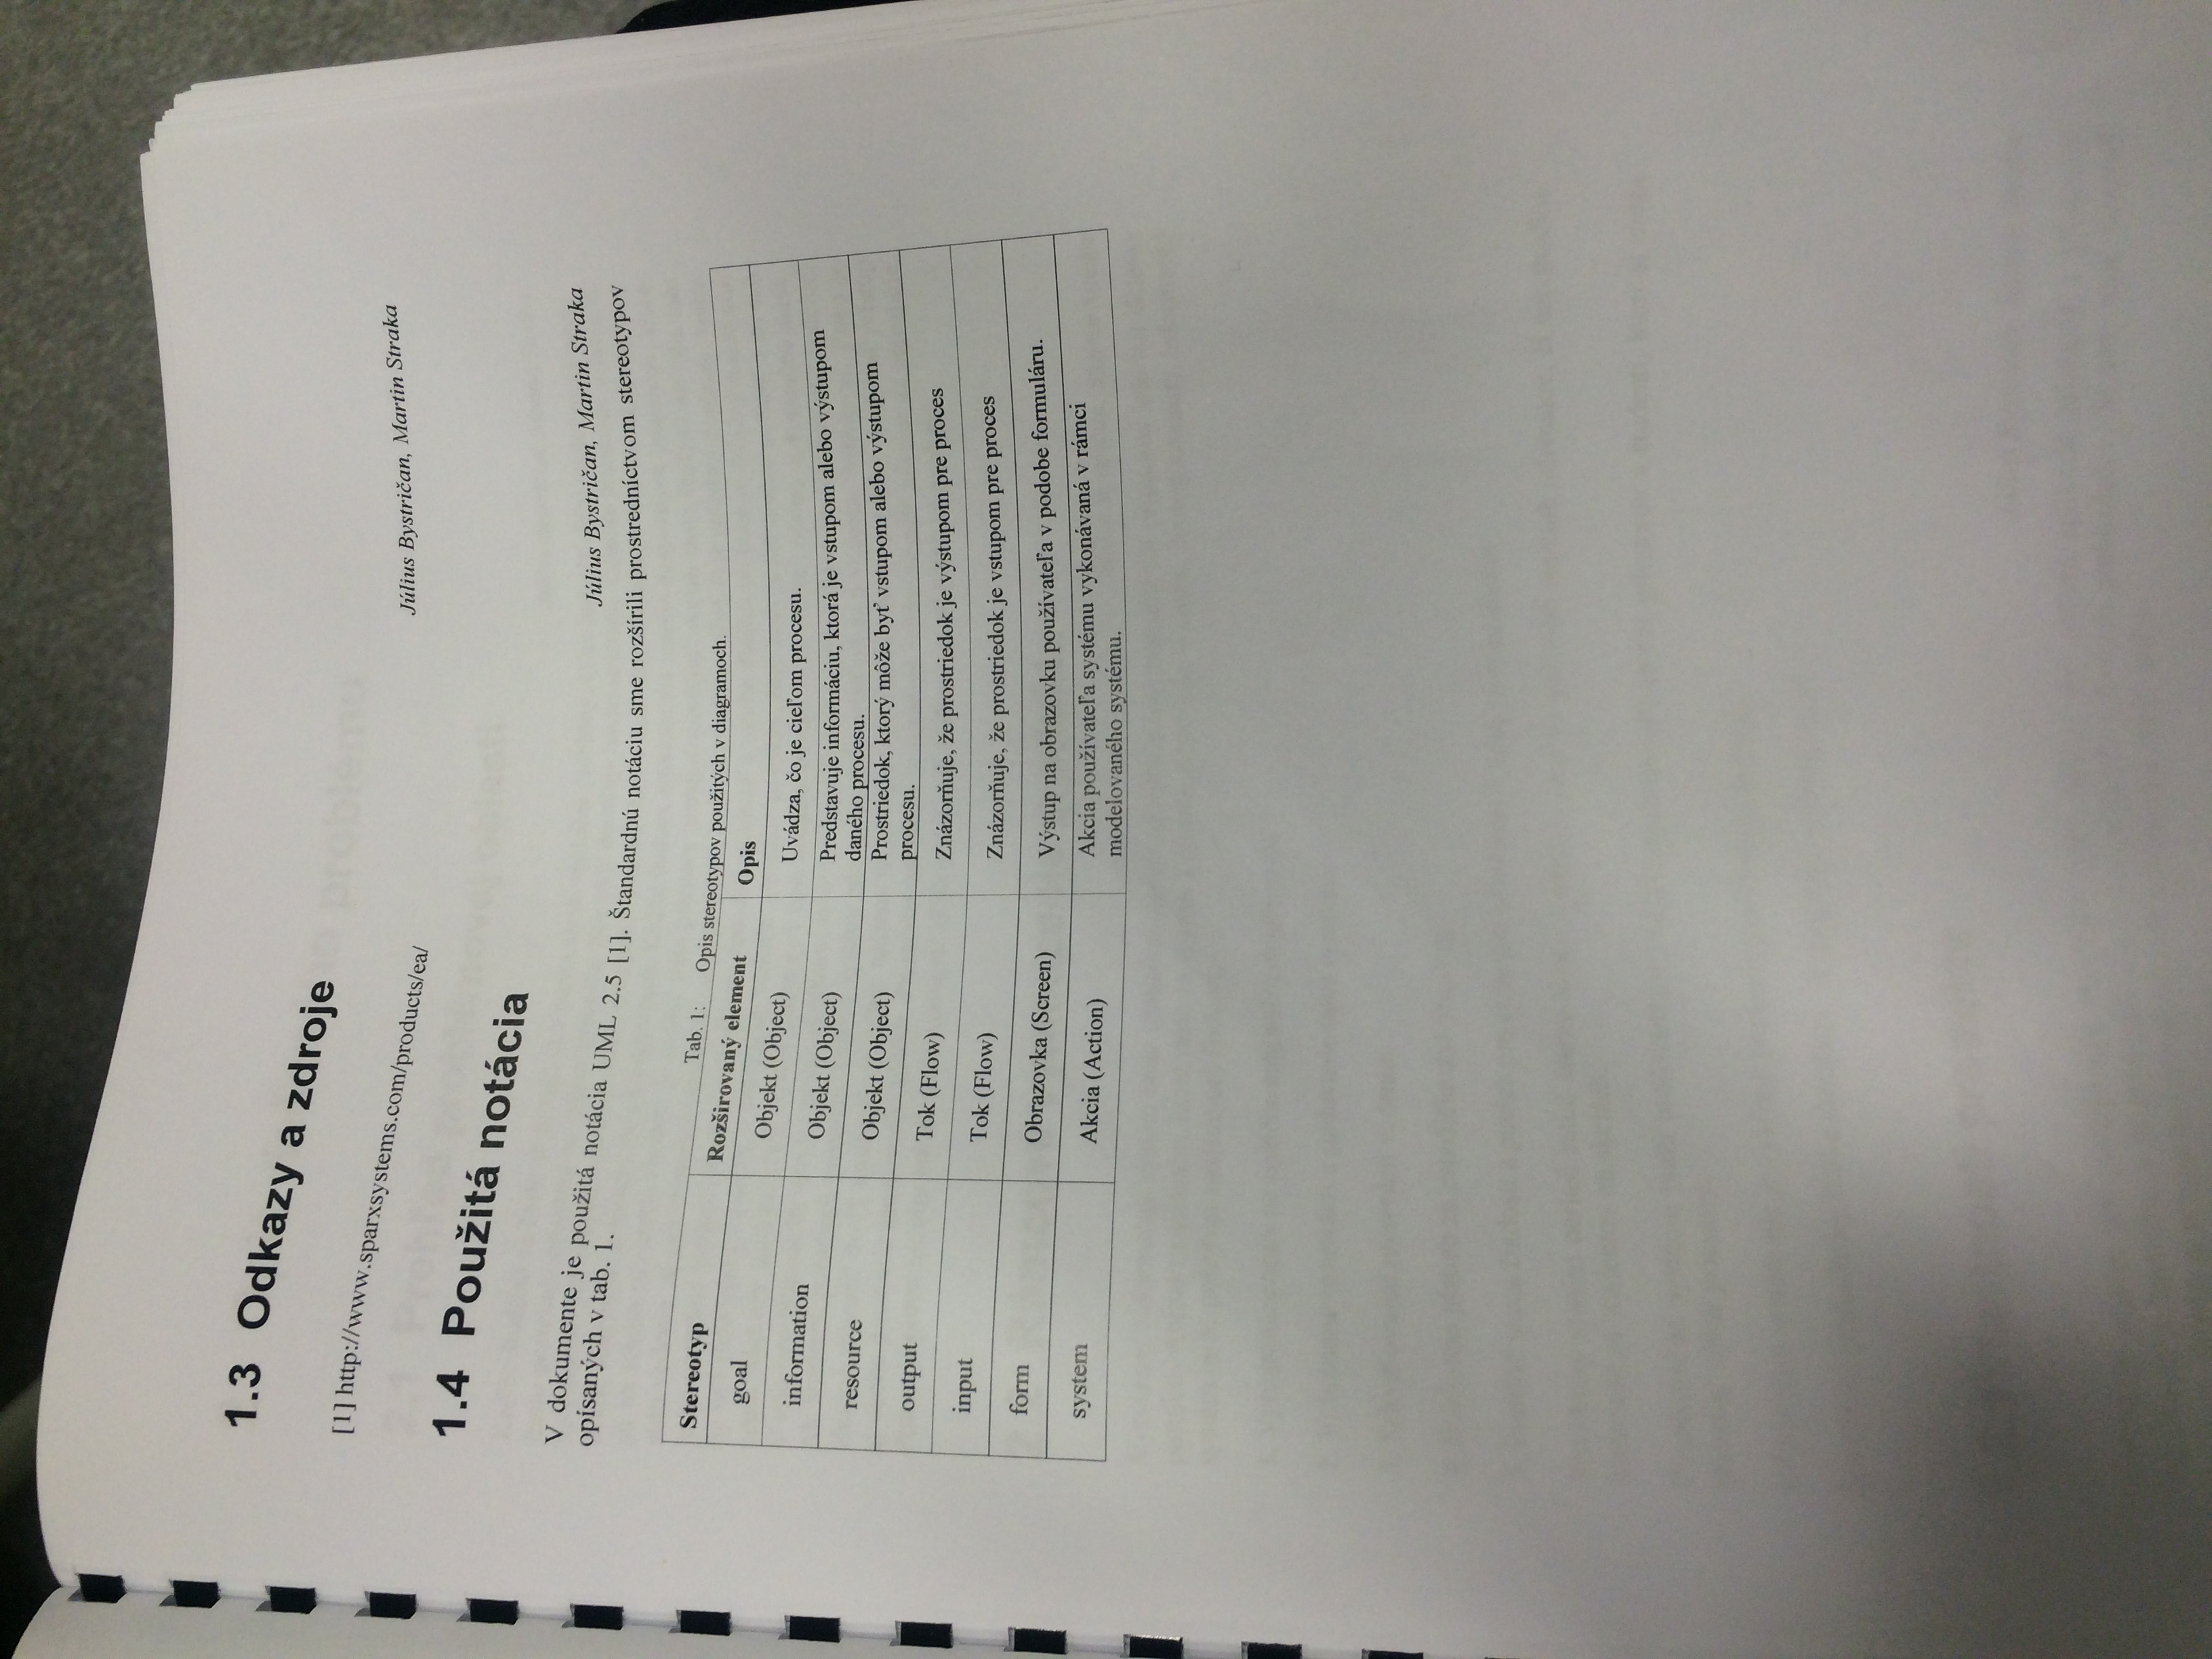 1.3 Odkazy a zdroje
Július Bystričan, Martin Straka
[1] http://www.sparxsystems.com/products/ea/
1.4 Použitá notácia
Július Bystričan, Martin Straka
V dokumente je použitá notácia UML 2.5 [1]. Štandardnú notáciu sme rozšírili prostredníctvom stereotypov
opísaných v tab. 1.
Tab. 1: Opis stereotypov použitých v diagramoch.
Stereotyp Rozširovaný element Opis
goal Objekt (Object) Uvádza, čo je cieľom procesu.
information Objekt (Object) Predstavuje informáciu, ktorá je vstupom alebo výstupom
daného procesu.
resource Objekt (Object) Prostriedok, ktorý môže byť vstupom alebo výstupom
procesu.
output Tok (Flow) Znázorňuje, že prostriedok je výstupom pre proces
input Tok (Flow) Znázorňuje, že prostriedok je vstupom pre proces
form Obrazovka (Screen) Výstup na obrazovku používateľa v podobe formuláru.
system Akcia (Action) Akcia používateľa systému vykonávaná v rámci
modelovaného systému.